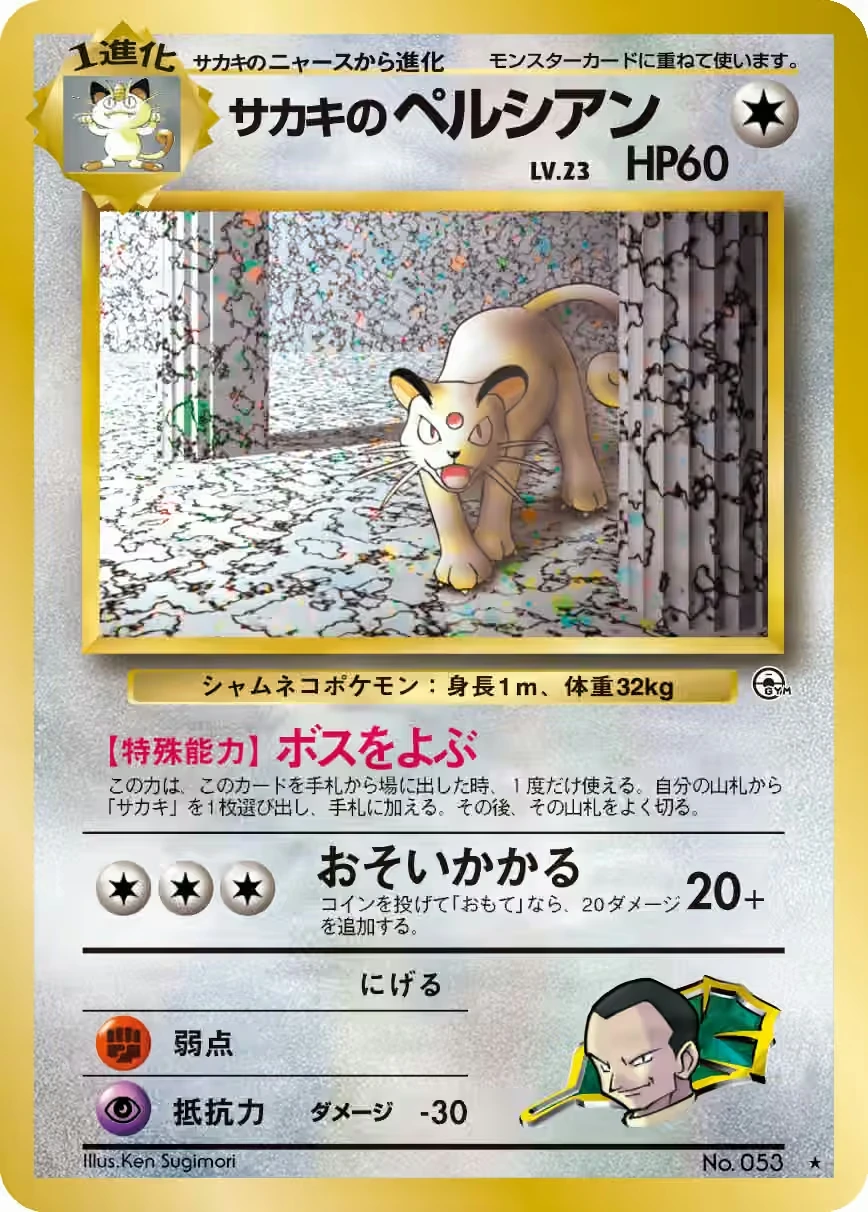 1進化
サカキのニャースから進化 モンスターカードに重ねて使います。
サカキのペルシアン
LV.23 HP60
シャムネコポケモン：身長1m、体重32kg
GYM
【特殊能力】ボスをよぶ
この力は、このカードを手札から場に出した時、1度だけ使える。自分の山札から
「サカキ」を1枚選び出し、手札に加える。その後、その山札をよく切る。
おそいかかる 20+
コインを投げて「おもて」なら、20ダメージ
を追加する。
にげる
弱点
抵抗力 ダメージ -30
Illus.Ken Sugimori No.053 ★